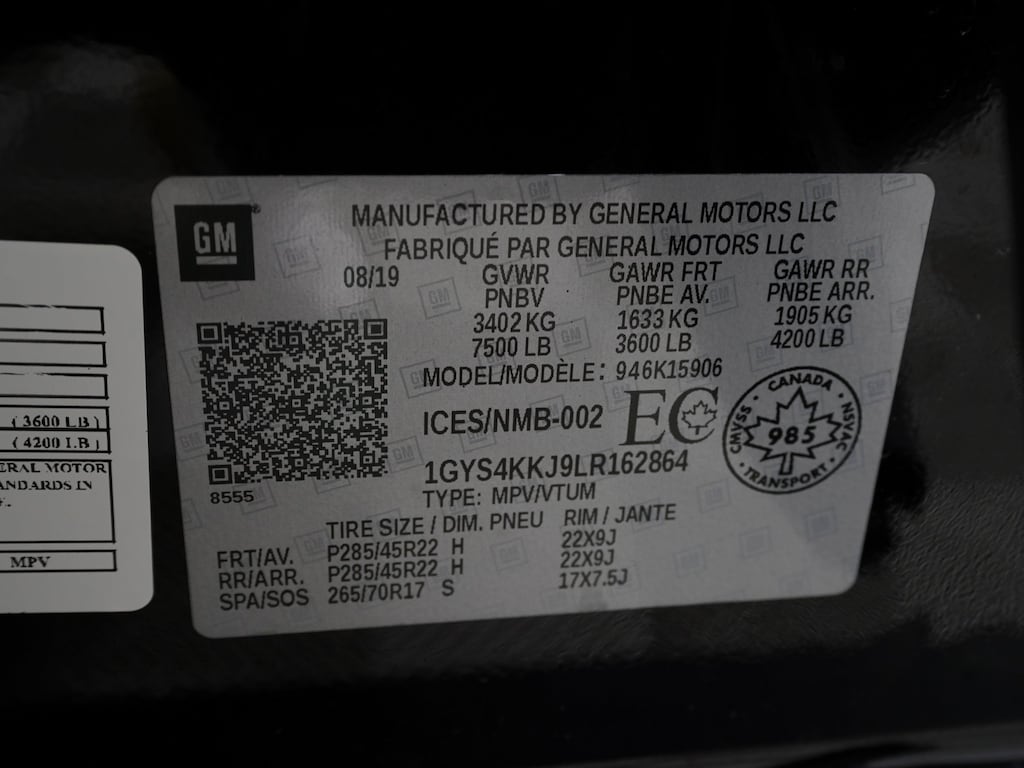 GM
MANUFACTURED BY GENERAL MOTORS LLC
FABRIQUÉ PAR GENERAL MOTORS LLC
08/19 GVWR GAWR FRT GAWR RR
PNBV PNBE AV. PNBE ARR.
3402 KG 1633 KG 1905 KG
7500 LB 3600 LB 4200 LB
MODEL/MODÈLE: 946K15906
ICES/NMB-002 EC
CANADA
CMVSS 985 NSVAC
TRANSPORT
1GYS4KKJ9LR162864
8555
TYPE: MPV/VTUM
TIRE SIZE / DIM. PNEU RIM / JANTE
FRT/AV. P285/45R22 H 22X9J
RR/ARR. P285/45R22 H 22X9J
SPA/SOS 265/70R17 S 17X7.5J
( 3600 LB )
( 4200 LB )
ERAL MOTOR
ANDARDS IN
MPV